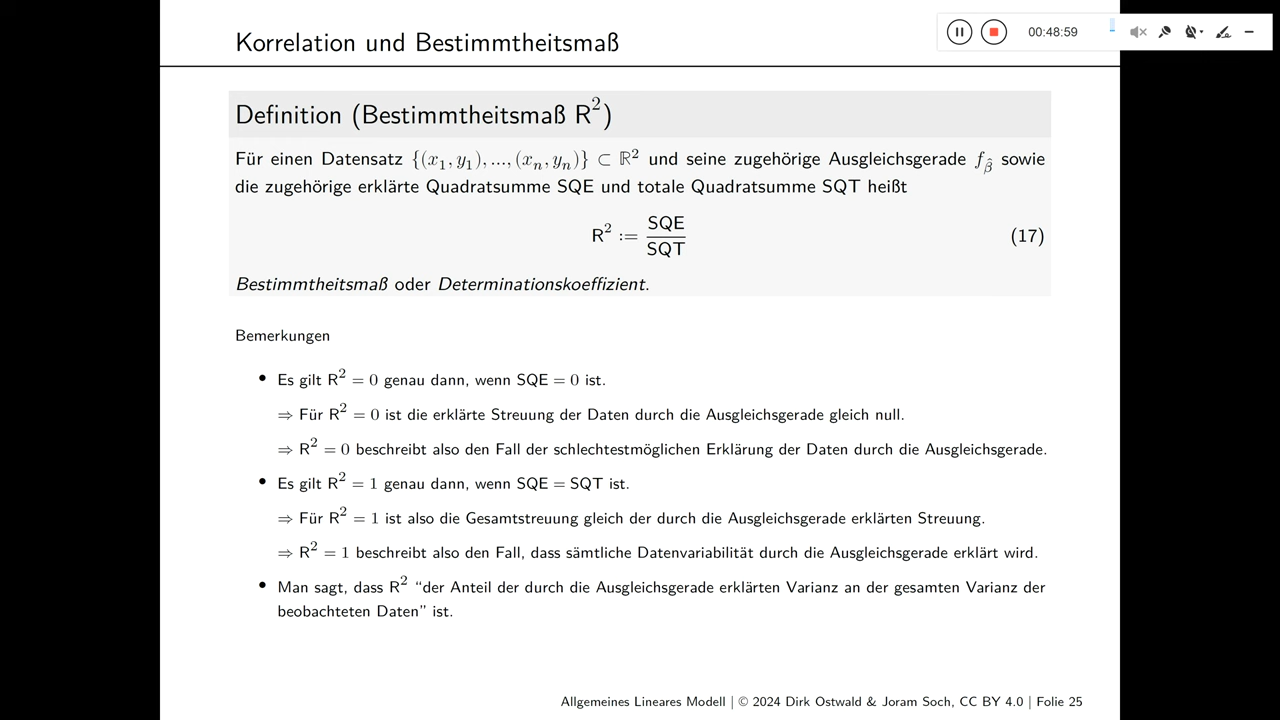 Korrelation und Bestimmtheitsmaß
00:48:59
Definition (Bestimmtheitsmaß R²)
Für einen Datensatz {(x₁, y₁), ..., (xₙ, yₙ)} ⊂ ℝ² und seine zugehörige Ausgleichsgerade f_β̂ sowie
die zugehörige erklärte Quadratsumme SQE und totale Quadratsumme SQT heißt
R² := SQE/SQT (17)
Bestimmtheitsmaß oder Determinationskoeffizient.
Bemerkungen
• Es gilt R² = 0 genau dann, wenn SQE = 0 ist.
⇒ Für R² = 0 ist die erklärte Streuung der Daten durch die Ausgleichsgerade gleich null.
⇒ R² = 0 beschreibt also den Fall der schlechtestmöglichen Erklärung der Daten durch die Ausgleichsgerade.
• Es gilt R² = 1 genau dann, wenn SQE = SQT ist.
⇒ Für R² = 1 ist also die Gesamtstreuung gleich der durch die Ausgleichsgerade erklärten Streuung.
⇒ R² = 1 beschreibt also den Fall, dass sämtliche Datenvariabilität durch die Ausgleichsgerade erklärt wird.
• Man sagt, dass R² “der Anteil der durch die Ausgleichsgerade erklärten Varianz an der gesamten Varianz der
beobachteten Daten” ist.
Allgemeines Lineares Modell | © 2024 Dirk Ostwald & Joram Soch, CC BY 4.0 | Folie 25